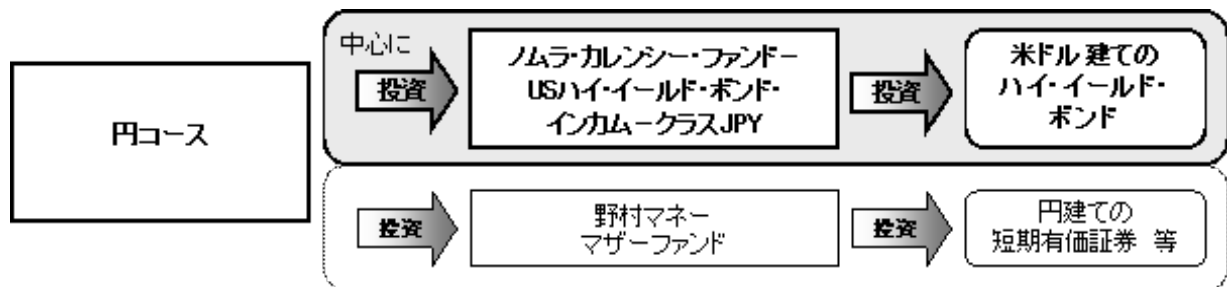 円コース
中心に
投資
ノムラ・カレンシー・ファンドー
USハイ・イールド・ボンド・
インカムークラスJPY
投資
米ドル建ての
ハイ・イールド・
ボンド
投資
野村マネー
マザーファンド
投資
円建ての
短期有価証券 等